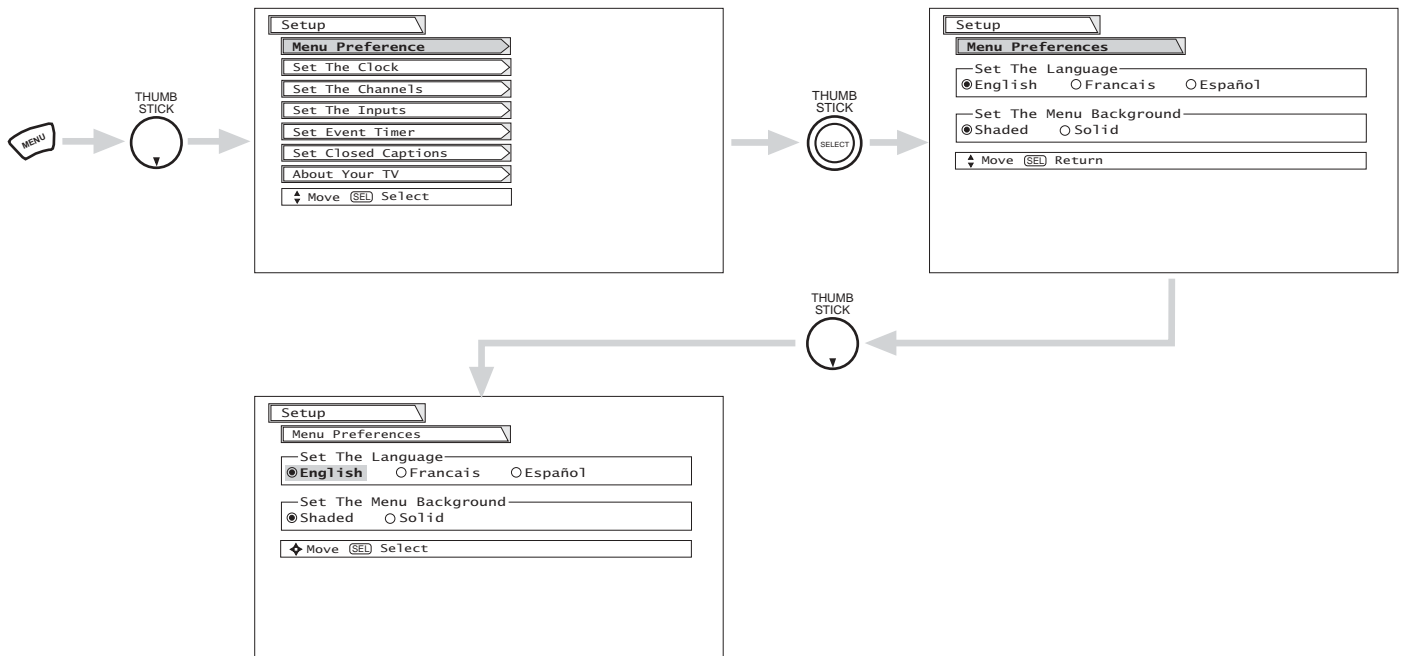 MENU
THUMB
STICK
Setup
Menu Preference
Set The Clock
Set The Channels
Set The Inputs
Set Event Timer
Set Closed Captions
About Your TV
Move SEL Select
THUMB
STICK
SELECT
Setup
Menu Preferences
Set The Language
English Francais Español
Set The Menu Background
Shaded Solid
Move SEL Return
THUMB
STICK
Setup
Menu Preferences
Set The Language
English Francais Español
Set The Menu Background
Shaded Solid
Move SEL Select